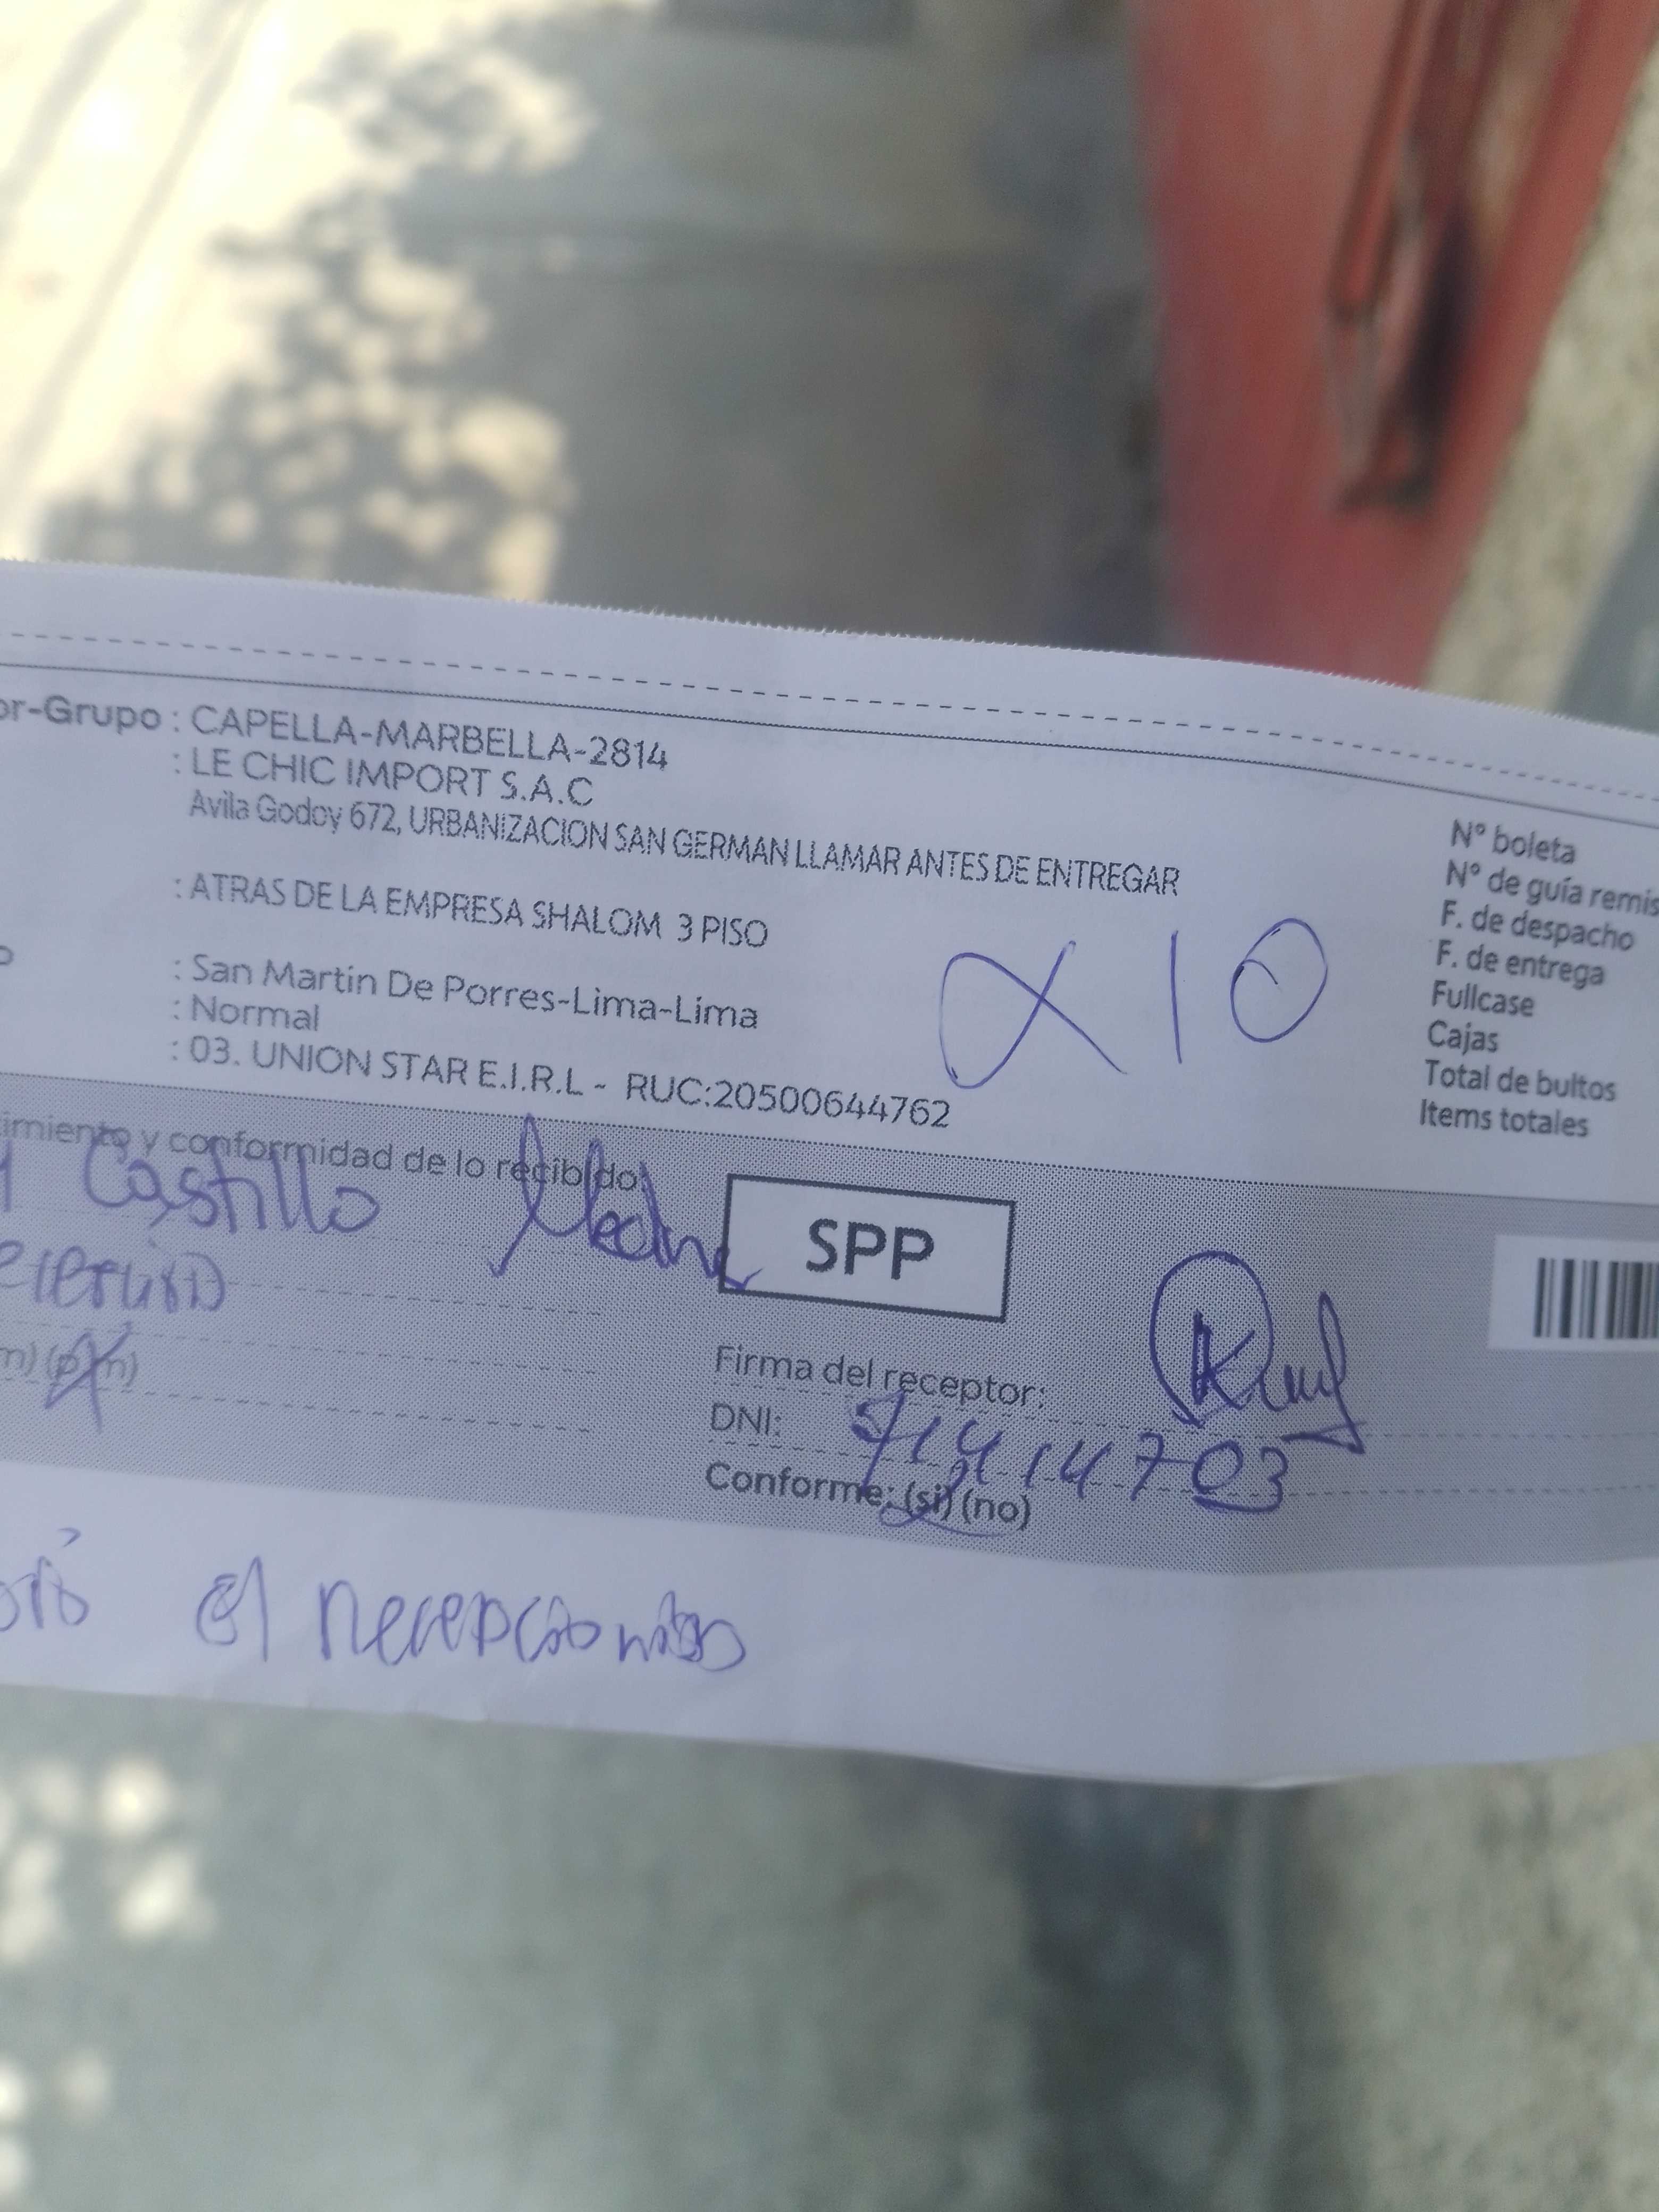 or-Grupo : CAPELLA-MARBELLA-2814
: LE CHIC IMPORT S.A.C
Avila Godoy 672, URBANIZACION SAN GERMAN LLAMAR ANTES DE ENTREGAR
: ATRAS DE LA EMPRESA SHALOM 3 PISO
: San Martin De Porres-Lima-Lima
: Normal
: 03. UNION STAR E.I.R.L - RUC:20500644762
X10
N° boleta
N° de guía remis
F. de despacho
F. de entrega
Fullcase
Cajas
Total de bultos
Items totales
imiento y conformidad de lo recibido:
Castillo
SPP
m) (pm)
Firma del receptor:
DNI: 71414703
Conforme: (si) (no)
el